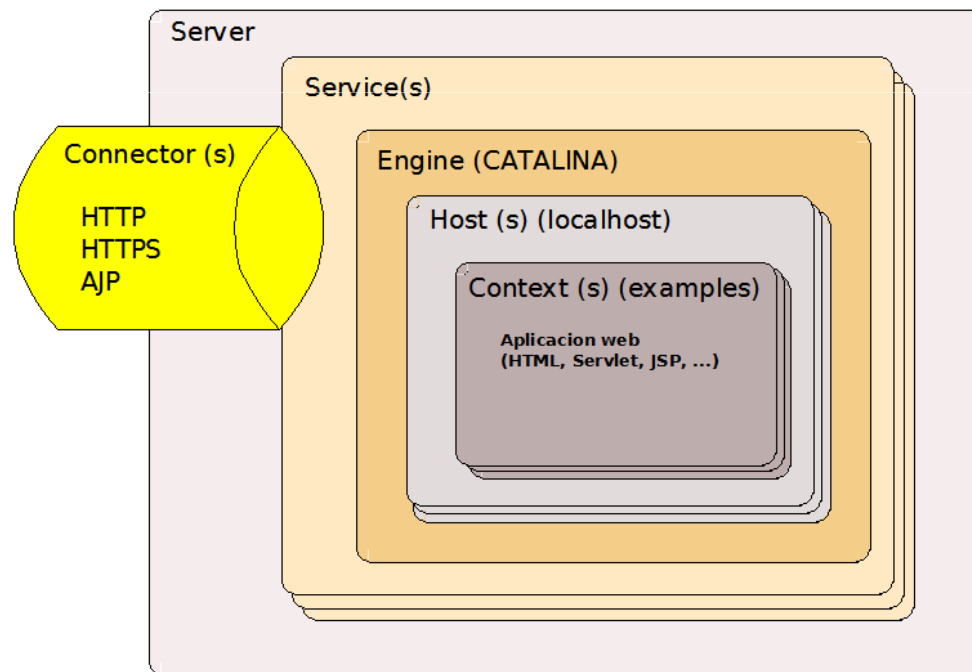 Server
Service(s)
Connector (s)
HTTP
HTTPS
AJP
Engine (CATALINA)
Host (s) (localhost)
Context (s) (examples)
Aplicacion web
(HTML, Servlet, JSP, ...)